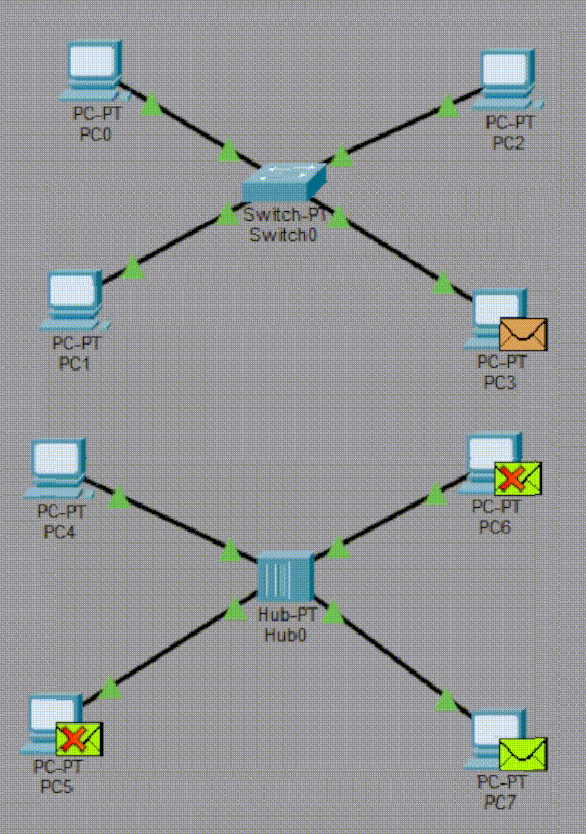 PC-PT
PC0
PC-PT
PC2
Switch-PT
Switch0
PC-PT
PC1
PC-PT
PC3
PC-PT
PC4
PC-PT
PC6
Hub-PT
Hub0
PC-PT
PC5
PC-PT
PC7